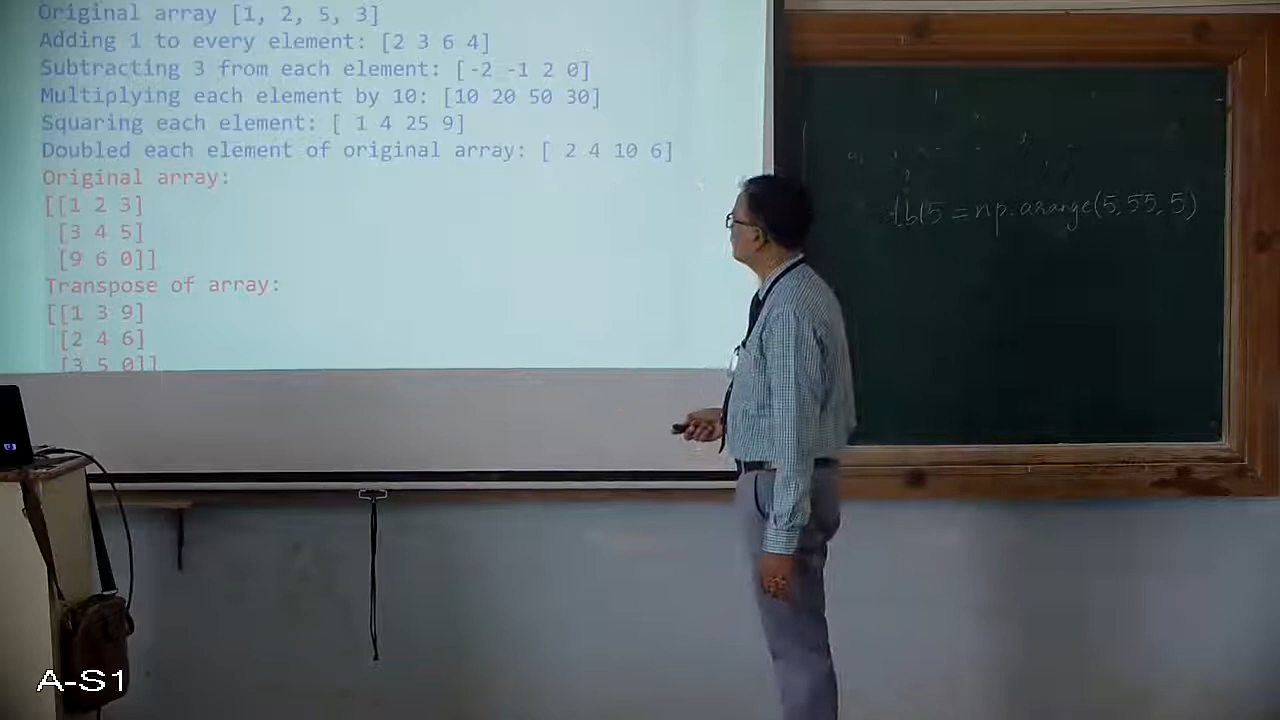 Original array [1, 2, 5, 3]
Adding 1 to every element: [2 3 6 4]
Subtracting 3 from each element: [-2 -1 2 0]
Multiplying each element by 10: [10 20 50 30]
Squaring each element: [ 1 4 25 9]
Doubled each element of original array: [ 2 4 10 6]
Original array:
[[1 2 3]
[3 4 5]
[9 6 0]]
Transpose of array:
[[1 3 9]
[2 4 6]
[3 5 0]]
= np.arange(5, 55, 5)
A-S1